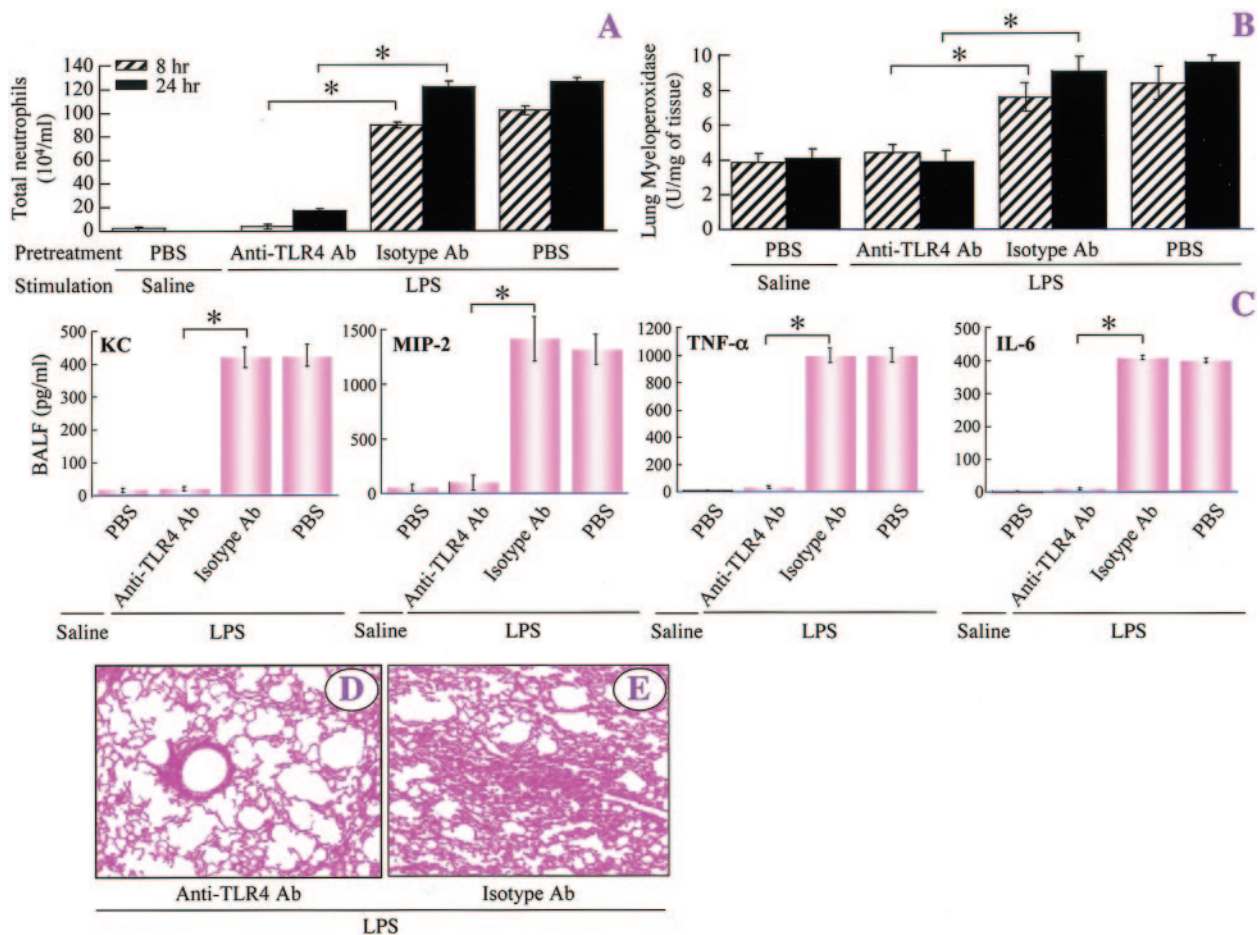 A
8 hr
24 hr
Total neutrophils
(10⁴/ml)
140
120
100
80
60
40
20
0
*
*
Pretreatment PBS Anti-TLR4 Ab Isotype Ab PBS
Stimulation Saline LPS
B
Lung Myeloperoxidase
(U/mg of tissue)
10
8
6
4
2
0
*
*
PBS Anti-TLR4 Ab Isotype Ab PBS
Saline LPS
C
BALF (pg/ml)
KC
500
400
300
200
100
0
*
PBS
Anti-TLR4 Ab
Isotype Ab
PBS
Saline LPS
MIP-2
1500
1000
500
0
*
PBS
Anti-TLR4 Ab
Isotype Ab
PBS
Saline LPS
TNF-α
1200
1000
800
600
400
200
0
*
PBS
Anti-TLR4 Ab
Isotype Ab
PBS
Saline LPS
IL-6
500
400
300
200
100
0
*
PBS
Anti-TLR4 Ab
Isotype Ab
PBS
Saline LPS
D
E
Anti-TLR4 Ab Isotype Ab
LPS